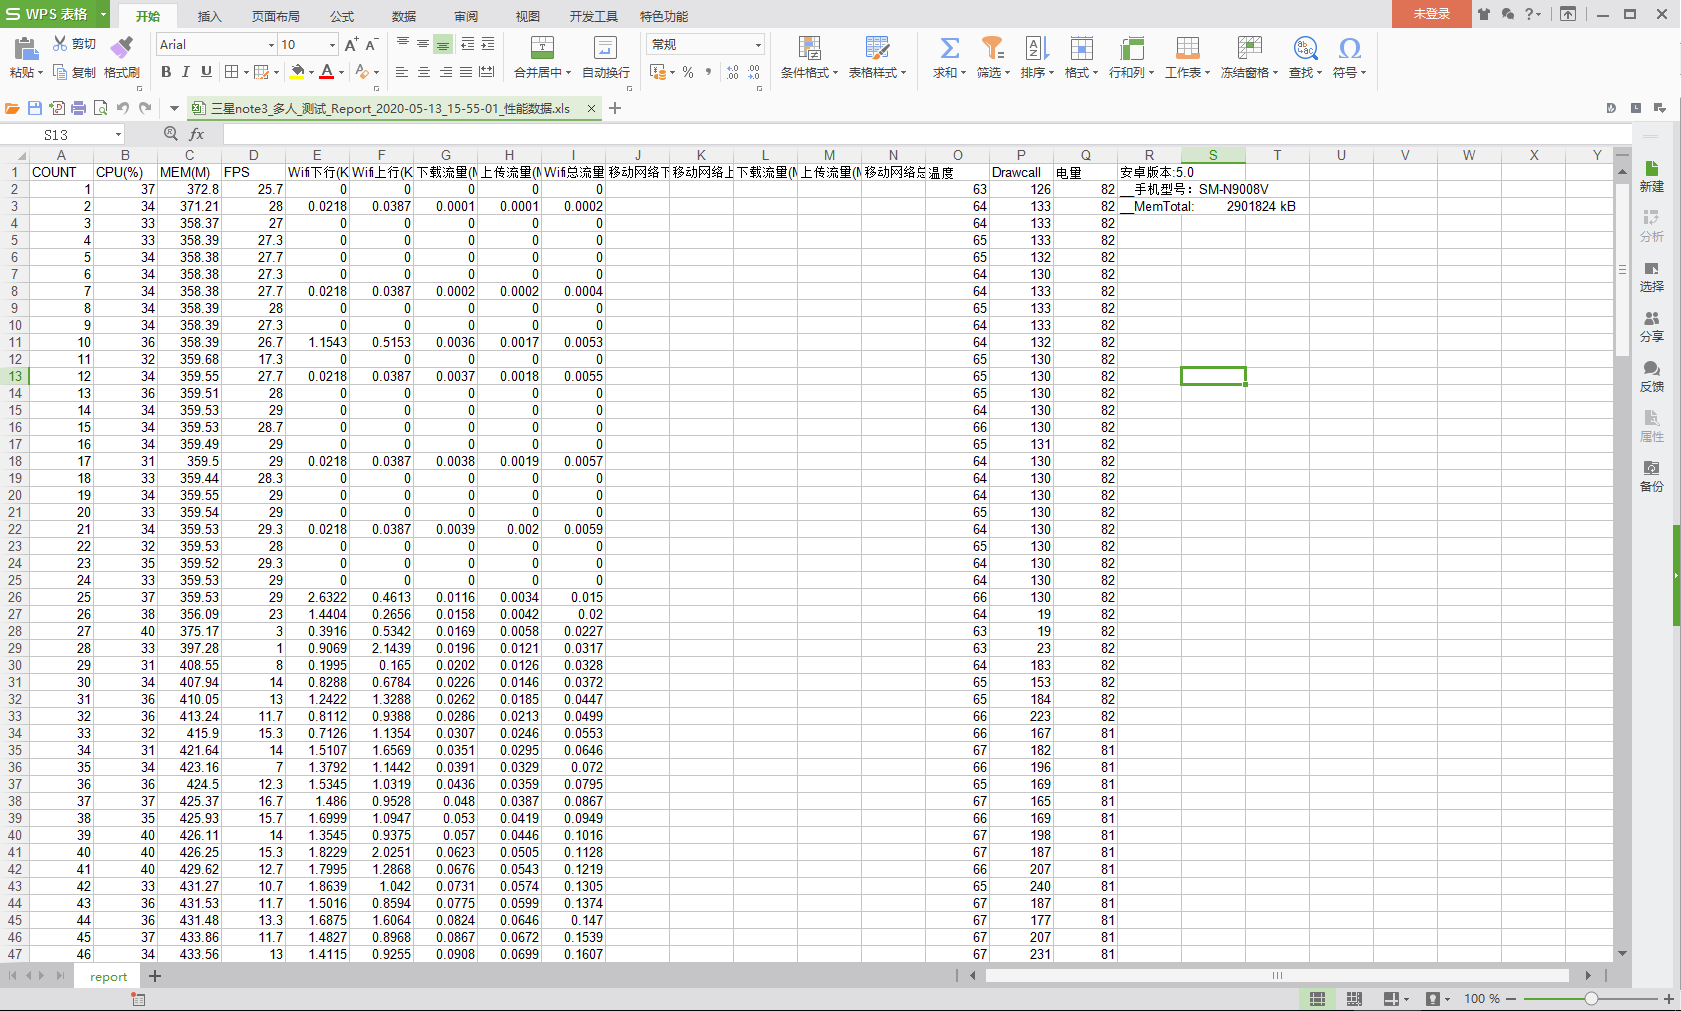 WPS 表格 开始 插入 页面布局 公式 数据 审阅 视图 开发工具 特色功能 未登录
粘贴 剪切 复制 格式刷 Arial 10 B I U 合并居中 自动换行 常规 条件格式 表格样式 求和 筛选 排序 格式 行和列 工作表 冻结窗格 查找 符号
三星note3_多人_测试_Report_2020-05-13_15-55-01_性能数据.xls
S13 fx
A B C D E F G H I J K L M N O P Q R S T U V W X Y
1 COUNT CPU(%) MEM(M) FPS Wifi下行(K Wifi上行(K 下载流量(M 上传流量(M Wifi总流量 移动网络下 移动网络上 下载流量(M 上传流量(M 移动网络总 温度 Drawcall 电量 安卓版本:5.0
2 1 37 372.8 25.7 0 0 0 0 0 63 126 82 __手机型号: SM-N9008V
3 2 34 371.21 28 0.0218 0.0387 0.0001 0.0001 0.0002 64 133 82 __MemTotal: 2901824 kB
4 3 33 358.37 27 0 0 0 0 0 64 133 82
5 4 33 358.39 27.3 0 0 0 0 0 65 133 82
6 5 34 358.38 27.7 0 0 0 0 0 65 132 82
7 6 34 358.38 27.3 0 0 0 0 0 64 130 82
8 7 34 358.38 27.7 0.0218 0.0387 0.0002 0.0002 0.0004 64 133 82
9 8 34 358.39 28 0 0 0 0 0 65 133 82
10 9 34 358.39 27.3 0 0 0 0 0 64 133 82
11 10 36 358.39 26.7 1.1543 0.5153 0.0036 0.0017 0.0053 64 132 82
12 11 32 359.68 17.3 0 0 0 0 0 65 130 82
13 12 34 359.55 27.7 0.0218 0.0387 0.0037 0.0018 0.0055 65 130 82
14 13 36 359.51 28 0 0 0 0 0 65 130 82
15 14 34 359.53 29 0 0 0 0 0 64 130 82
16 15 34 359.53 28.7 0 0 0 0 0 66 130 82
17 16 34 359.49 29 0 0 0 0 0 65 131 82
18 17 31 359.5 29 0.0218 0.0387 0.0038 0.0019 0.0057 64 130 82
19 18 33 359.44 28.3 0 0 0 0 0 64 130 82
20 19 34 359.55 29 0 0 0 0 0 64 130 82
21 20 33 359.54 29 0 0 0 0 0 65 130 82
22 21 34 359.53 29.3 0.0218 0.0387 0.0039 0.002 0.0059 64 130 82
23 22 32 359.53 28 0 0 0 0 0 65 130 82
24 23 35 359.52 29.3 0 0 0 0 0 64 130 82
25 24 33 359.53 29 0 0 0 0 0 64 130 82
26 25 37 359.53 29 2.6322 0.4613 0.0116 0.0034 0.015 66 130 82
27 26 38 356.09 23 1.4404 0.2656 0.0158 0.0042 0.02 64 19 82
28 27 40 375.17 3 0.3916 0.5342 0.0169 0.0058 0.0227 63 19 82
29 28 33 397.28 1 0.9069 2.1439 0.0196 0.0121 0.0317 63 23 82
30 29 31 408.55 8 0.1995 0.165 0.0202 0.0126 0.0328 64 183 82
31 30 34 407.94 14 0.8288 0.6784 0.0226 0.0146 0.0372 65 153 82
32 31 36 410.05 13 1.2422 1.3288 0.0262 0.0185 0.0447 65 184 82
33 32 36 413.24 11.7 0.8112 0.9388 0.0286 0.0213 0.0499 66 223 82
34 33 32 415.9 15.3 0.7126 1.1354 0.0307 0.0246 0.0553 66 167 81
35 34 31 421.64 14 1.5107 1.6569 0.0351 0.0295 0.0646 67 182 81
36 35 34 423.16 7 1.3792 1.1442 0.0391 0.0329 0.072 66 196 81
37 36 36 424.5 12.3 1.5345 1.0319 0.0436 0.0359 0.0795 65 169 81
38 37 37 425.37 16.7 1.486 0.9528 0.048 0.0387 0.0867 67 165 81
39 38 35 425.93 15.7 1.6999 1.0947 0.053 0.0419 0.0949 66 169 81
40 39 40 426.11 14 1.3545 0.9375 0.057 0.0446 0.1016 67 198 81
41 40 40 426.25 15.3 1.8229 2.0251 0.0623 0.0505 0.1128 67 187 81
42 41 40 429.62 12.7 1.7995 1.2868 0.0676 0.0543 0.1219 66 207 81
43 42 33 431.27 10.7 1.8639 1.042 0.0731 0.0574 0.1305 65 240 81
44 43 36 431.53 11.7 1.5016 0.8594 0.0775 0.0599 0.1374 67 187 81
45 44 36 431.48 13.3 1.6875 1.6064 0.0824 0.0646 0.147 67 177 81
46 45 37 433.86 11.7 1.4827 0.8968 0.0867 0.0672 0.1539 67 207 81
47 46 34 433.56 13 1.4115 0.9255 0.0908 0.0699 0.1607 67 231 81
新建
分析
选择
分享
反馈
属性
备份
report
100 %